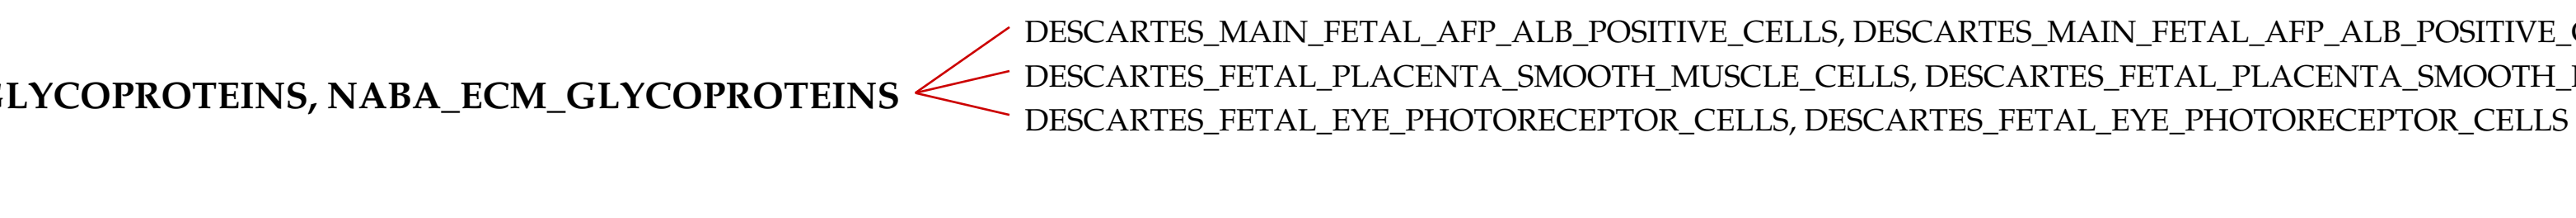 GLYCOPROTEINS, NABA_ECM_GLYCOPROTEINS
DESCARTES_MAIN_FETAL_AFP_ALB_POSITIVE_CELLS, DESCARTES_MAIN_FETAL_AFP_ALB_POSITIVE_
DESCARTES_FETAL_PLACENTA_SMOOTH_MUSCLE_CELLS, DESCARTES_FETAL_PLACENTA_SMOOTH_
DESCARTES_FETAL_EYE_PHOTORECEPTOR_CELLS, DESCARTES_FETAL_EYE_PHOTORECEPTOR_CELLS